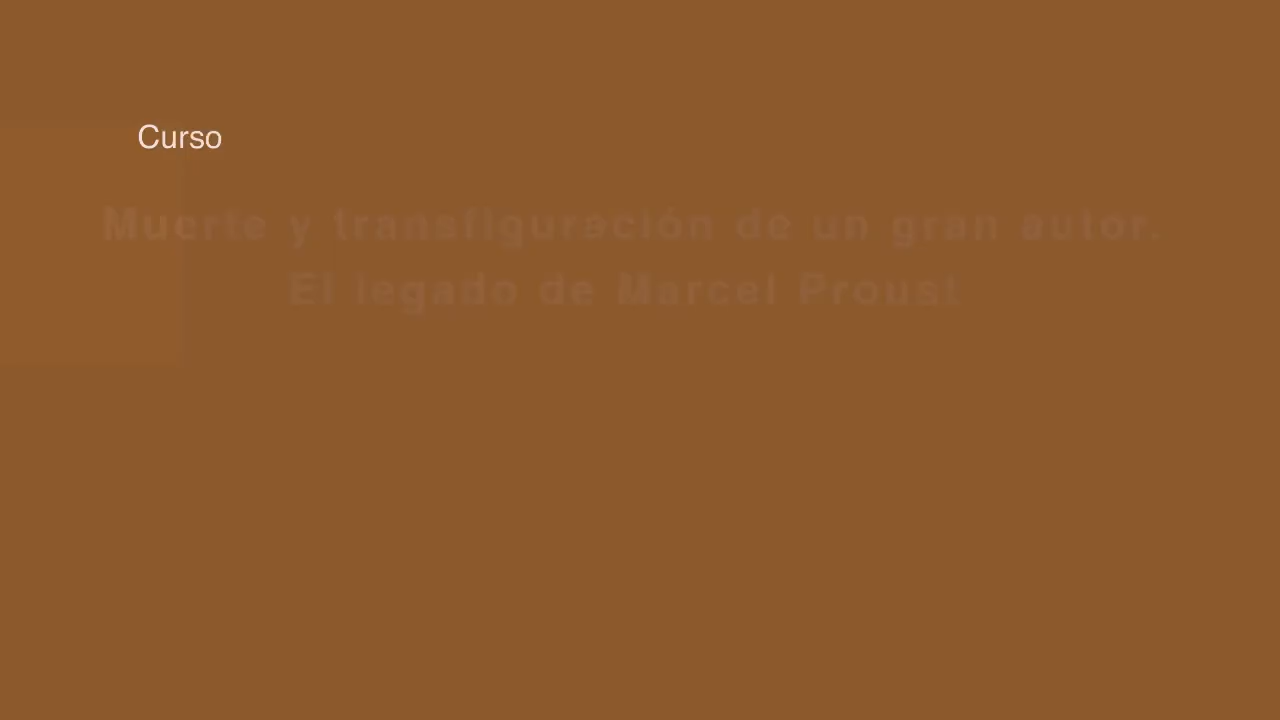 Curso
Muerte y transfiguración de un gran autor.
El legado de Marcel Proust